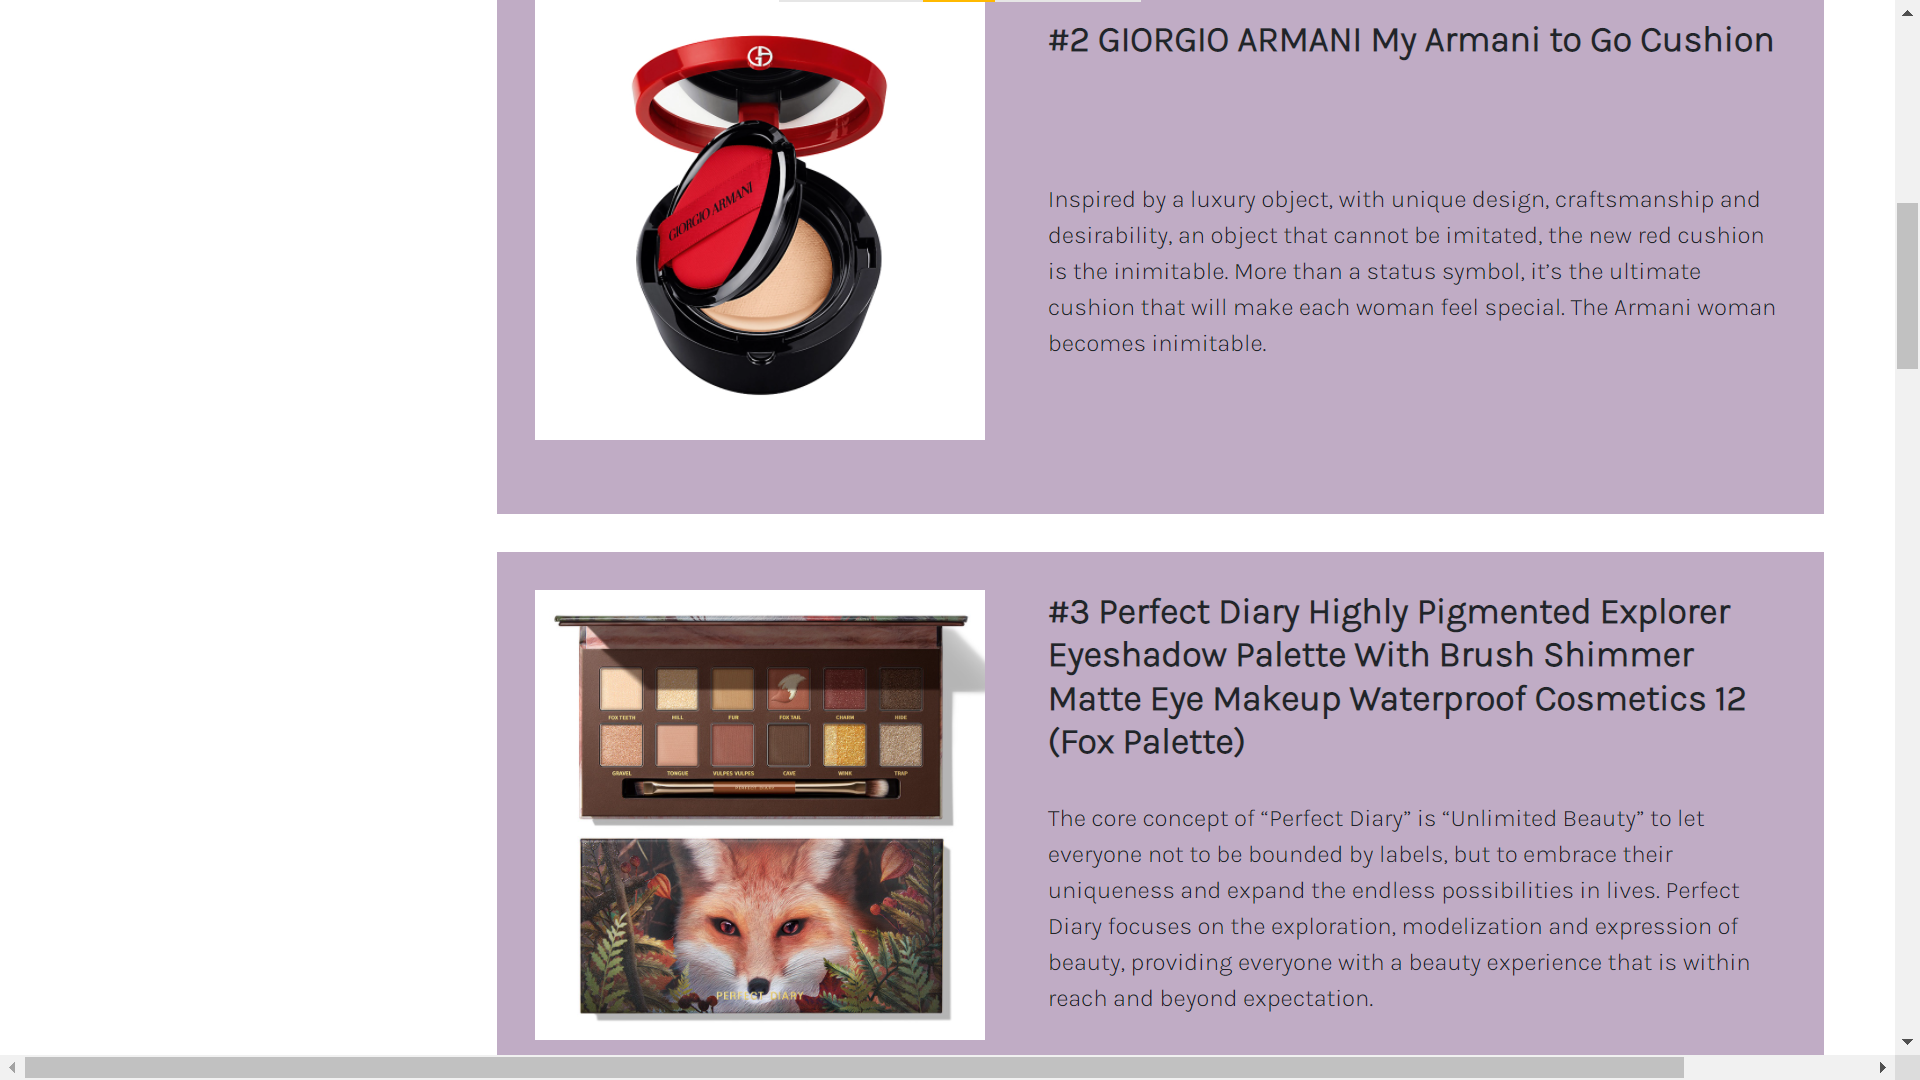 #2 GIORGIO ARMANI My Armani to Go Cushion
GIORGIO ARMANI
Inspired by a luxury object, with unique design, craftsmanship and
desirability, an object that cannot be imitated, the new red cushion
is the inimitable. More than a status symbol, it’s the ultimate
cushion that will make each woman feel special. The Armani woman
becomes inimitable.
#3 Perfect Diary Highly Pigmented Explorer
Eyeshadow Palette With Brush Shimmer
Matte Eye Makeup Waterproof Cosmetics 12
(Fox Palette)
FOX TEETH HILL FUR FOX TAIL CHARM HIDE
GRAVEL TONGUE VULPES VULPES CAVE WINK TRAP
PERFECT DIARY
PERFECT DIARY
The core concept of “Perfect Diary” is “Unlimited Beauty” to let
everyone not to be bounded by labels, but to embrace their
uniqueness and expand the endless possibilities in lives. Perfect
Diary focuses on the exploration, modelization and expression of
beauty, providing everyone with a beauty experience that is within
reach and beyond expectation.